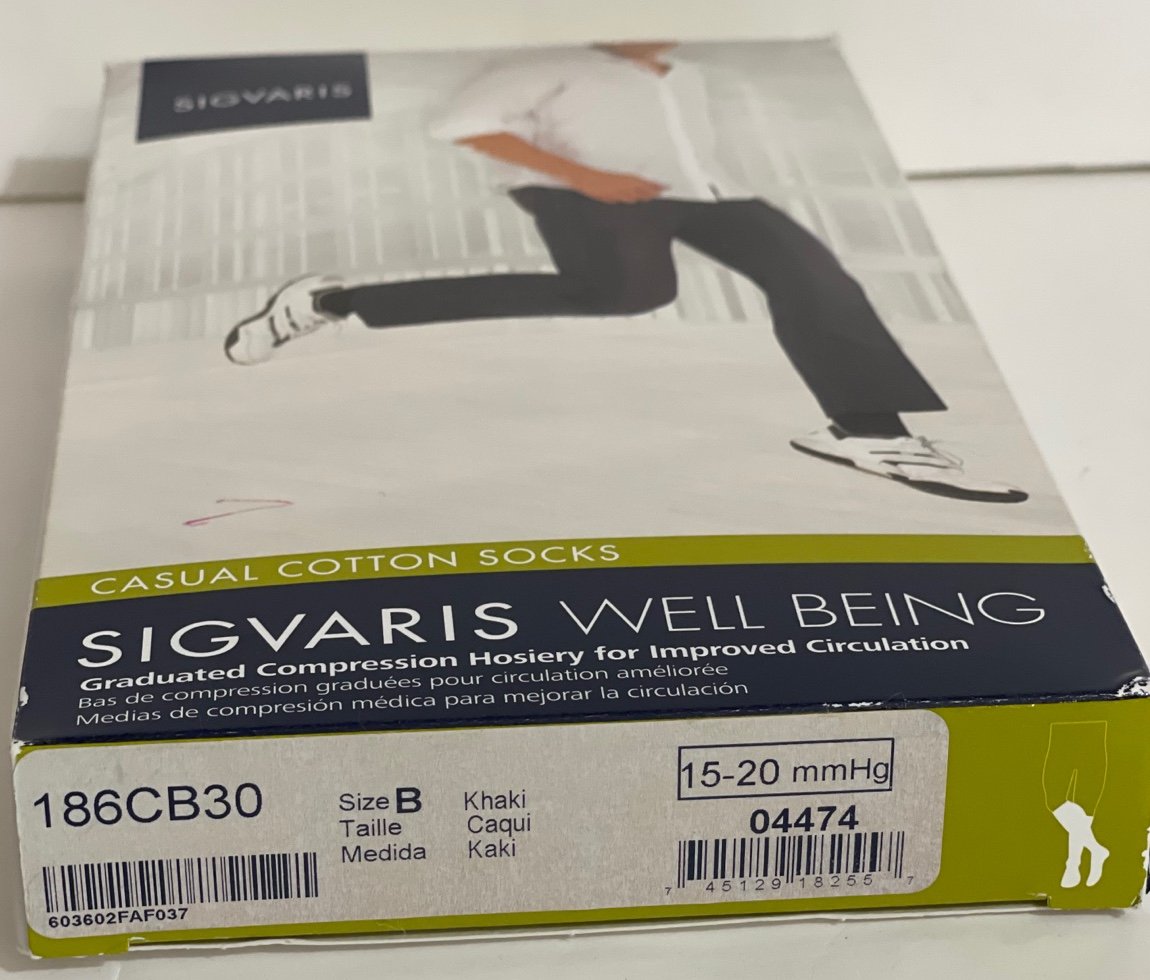 SIGVARIS
CASUAL COTTON SOCKS
SIGVARIS WELL BEING
Graduated Compression Hosiery for Improved Circulation
Bas de compression graduées pour circulation améliorée
Medias de compresión médica para mejorar la circulación
186CB30
Size B Khaki
Taille Caqui
Medida Kaki
603602FAF037
15-20 mmHg
04474
7 45129 18255 7